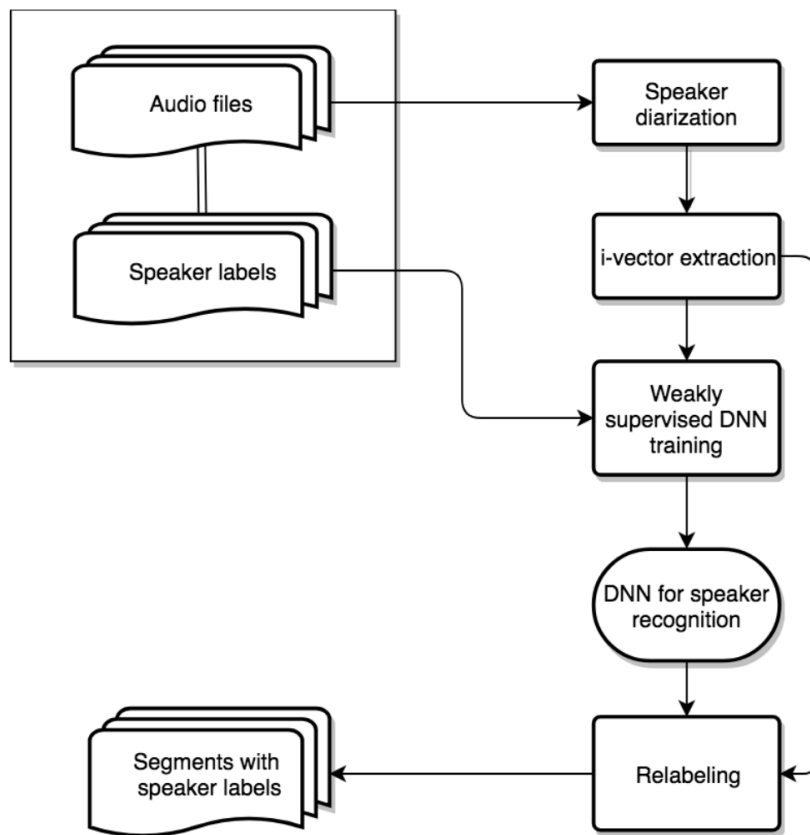 Audio files
Speaker
diarization
Speaker labels
i-vector extraction
Weakly
supervised DNN
training
DNN for speaker
recognition
Segments with
speaker labels
Relabeling